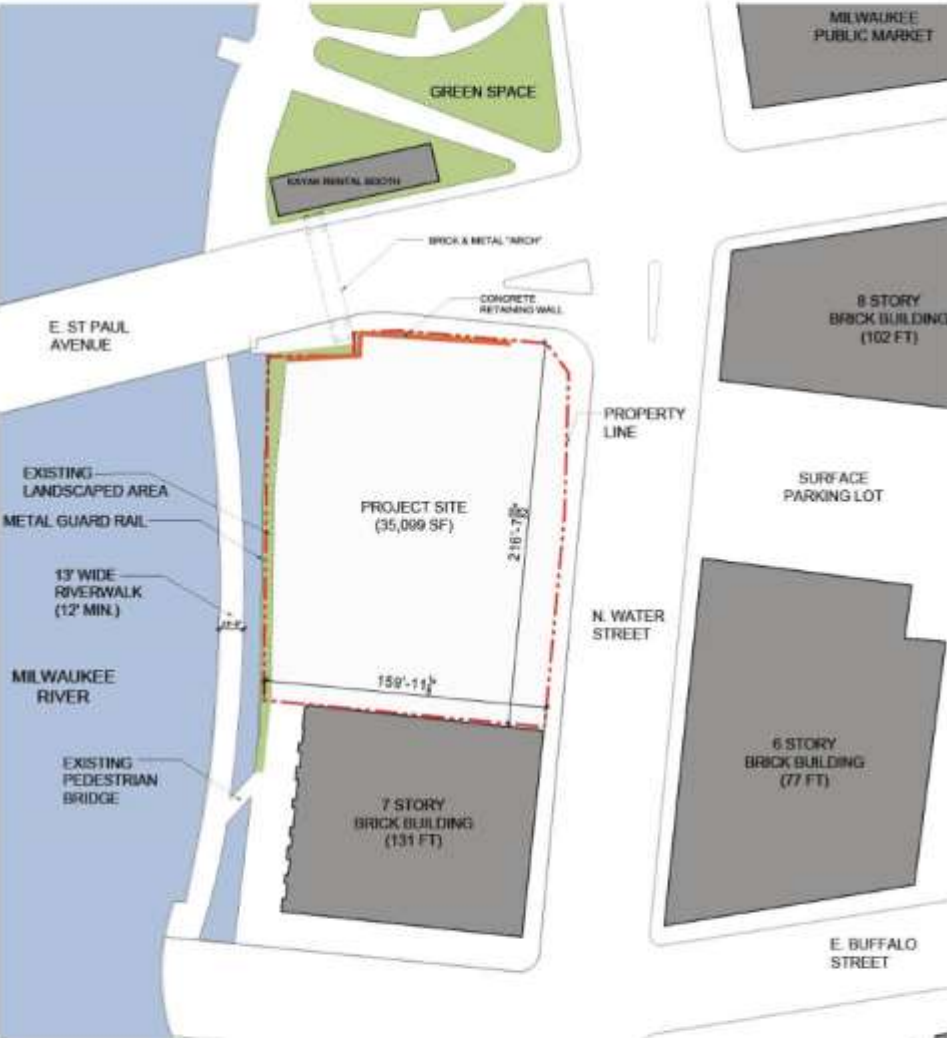 MILWAUKEE
PUBLIC MARKET
GREEN SPACE
KAYAK RENTAL BOOTH
BRICK & METAL "ARCH"
CONCRETE
RETAINING WALL
8 STORY
BRICK BUILDING
(102 FT)
E. ST PAUL
AVENUE
PROPERTY
LINE
EXISTING
LANDSCAPED AREA
METAL GUARD RAIL
SURFACE
PARKING LOT
PROJECT SITE
(35,099 SF)
13' WIDE
RIVERWALK
(12' MIN.)
N. WATER
STREET
MILWAUKEE
RIVER
EXISTING
PEDESTRIAN
BRIDGE
6 STORY
BRICK BUILDING
(77 FT)
7 STORY
BRICK BUILDING
(131 FT)
E. BUFFALO
STREET